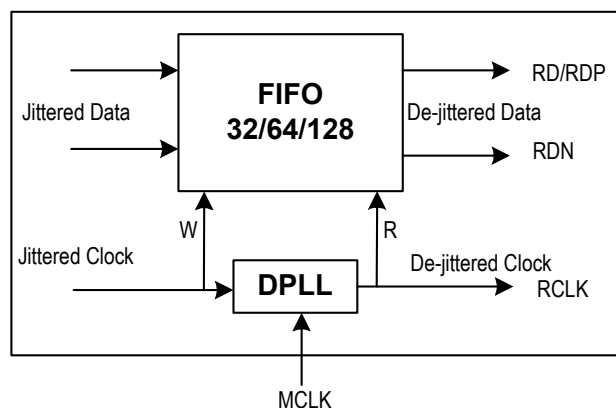 RD/RDP
FIFO
32/64/128
Jittered Data
De-jittered Data
RDN
W
R
Jittered Clock
De-jittered Clock
DPLL
RCLK
MCLK